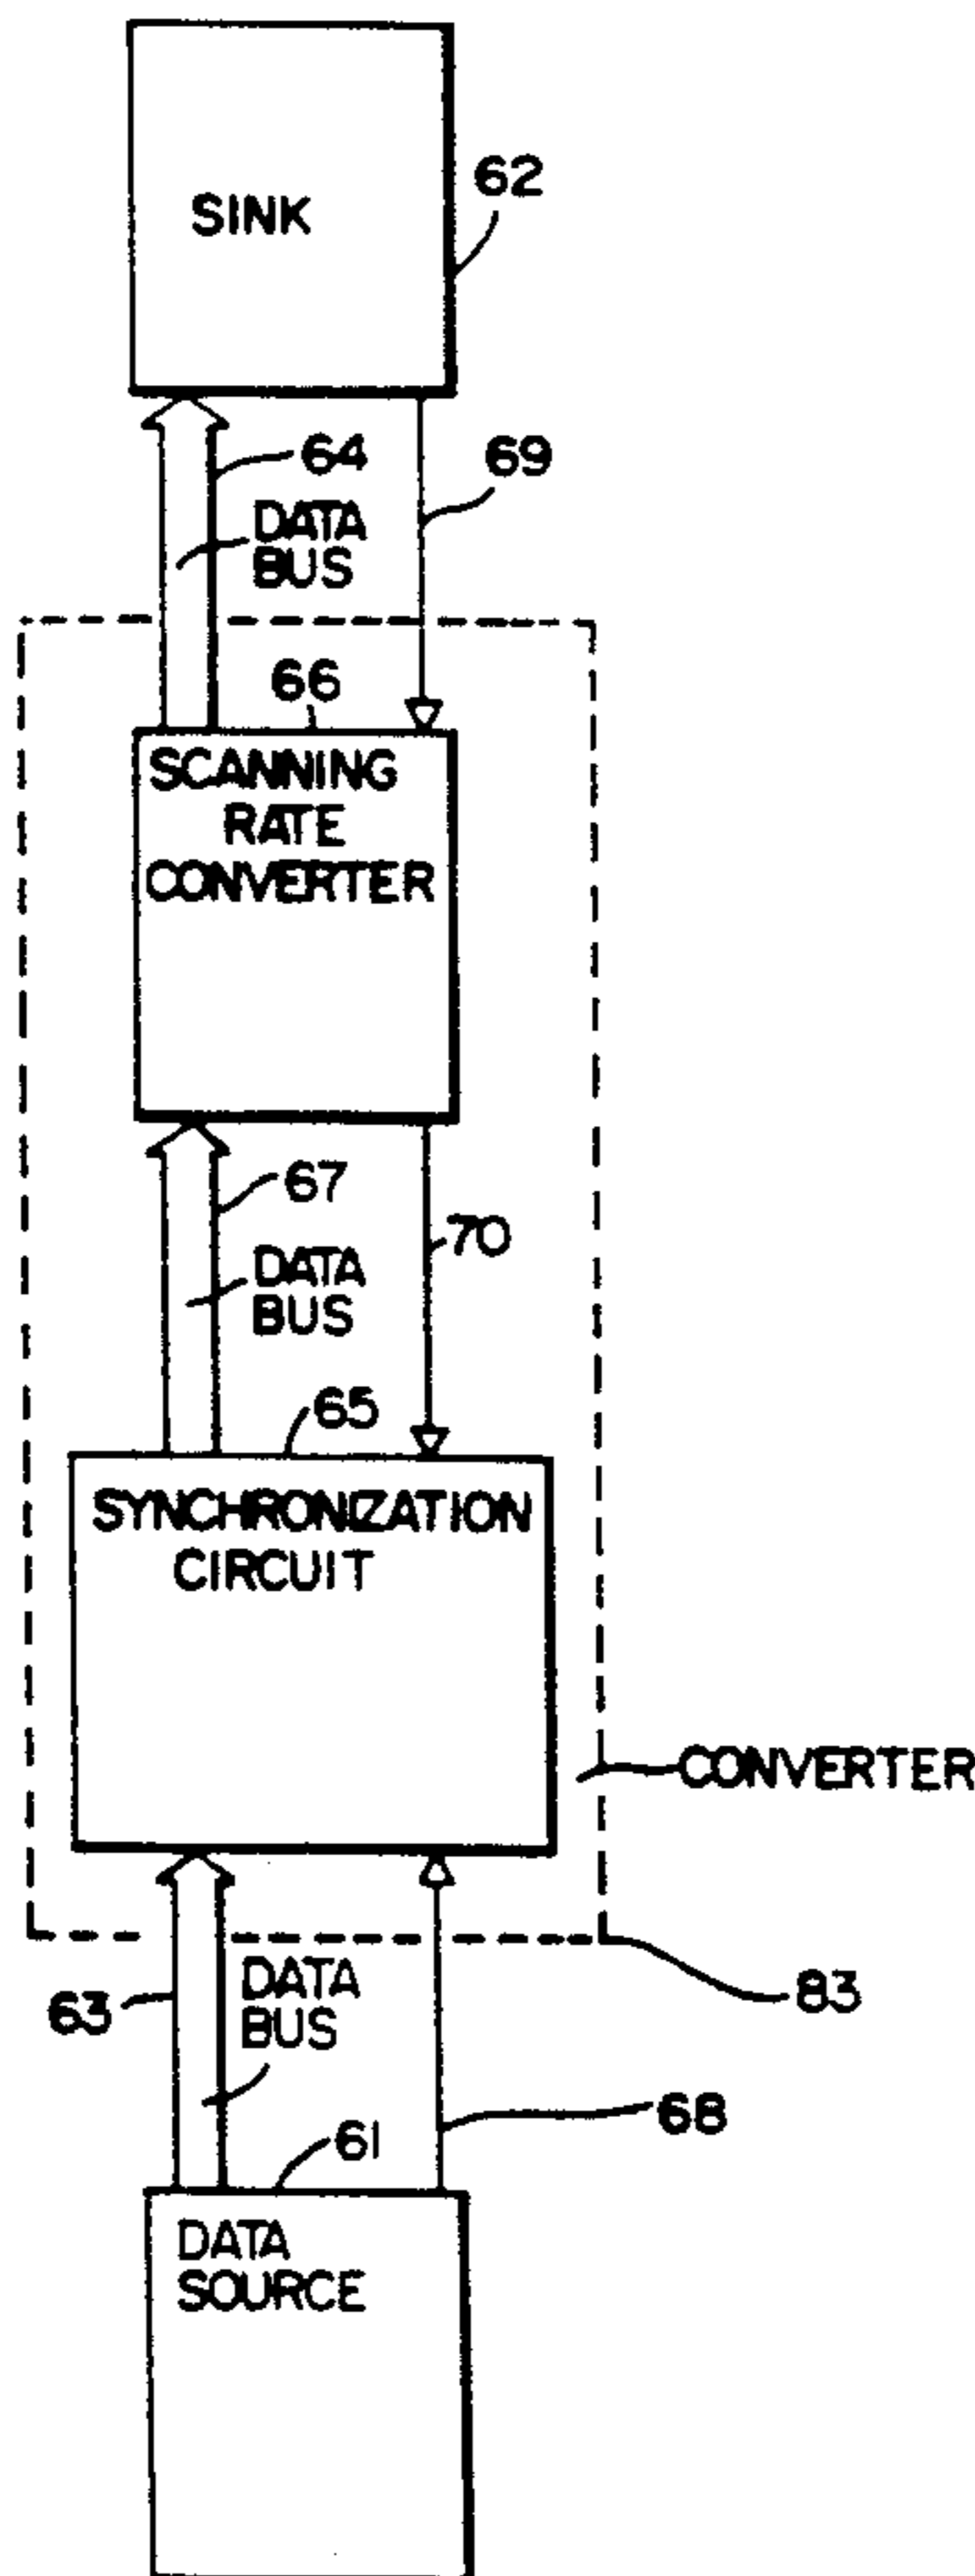 SINK
62
64
69
DATA
BUS
66
SCANNING
RATE
CONVERTER
67
70
DATA
BUS
65
SYNCHRONIZATION
CIRCUIT
CONVERTER
83
63
DATA
BUS
68
61
DATA
SOURCE